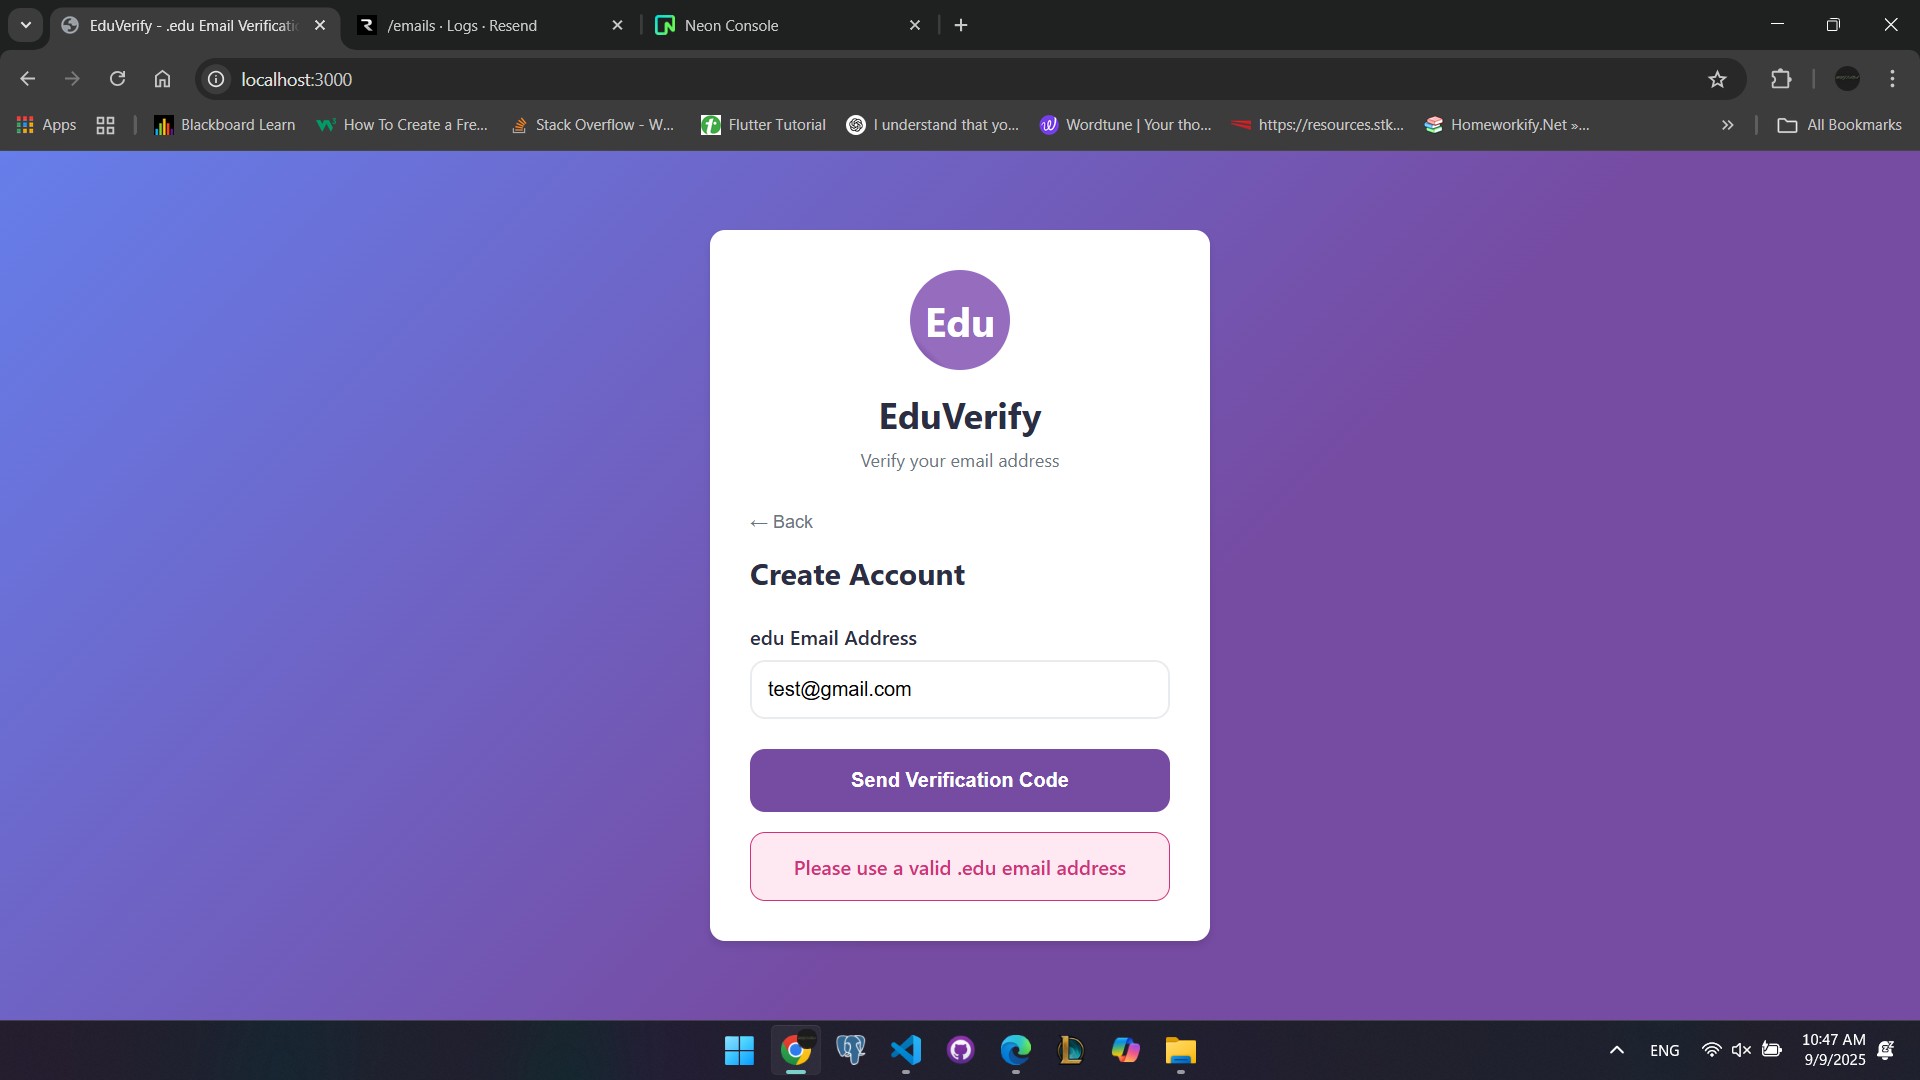 EduVerify - .edu Email Verificati
/emails · Logs · Resend
Neon Console
localhost:3000
Apps
Blackboard Learn
How To Create a Fre...
Stack Overflow - W...
Flutter Tutorial
I understand that yo...
Wordtune | Your tho...
https://resources.stk...
Homeworkify.Net »...
All Bookmarks
Edu
EduVerify
Verify your email address
← Back
Create Account
edu Email Address
test@gmail.com
Send Verification Code
Please use a valid .edu email address
ENG
10:47 AM
9/9/2025